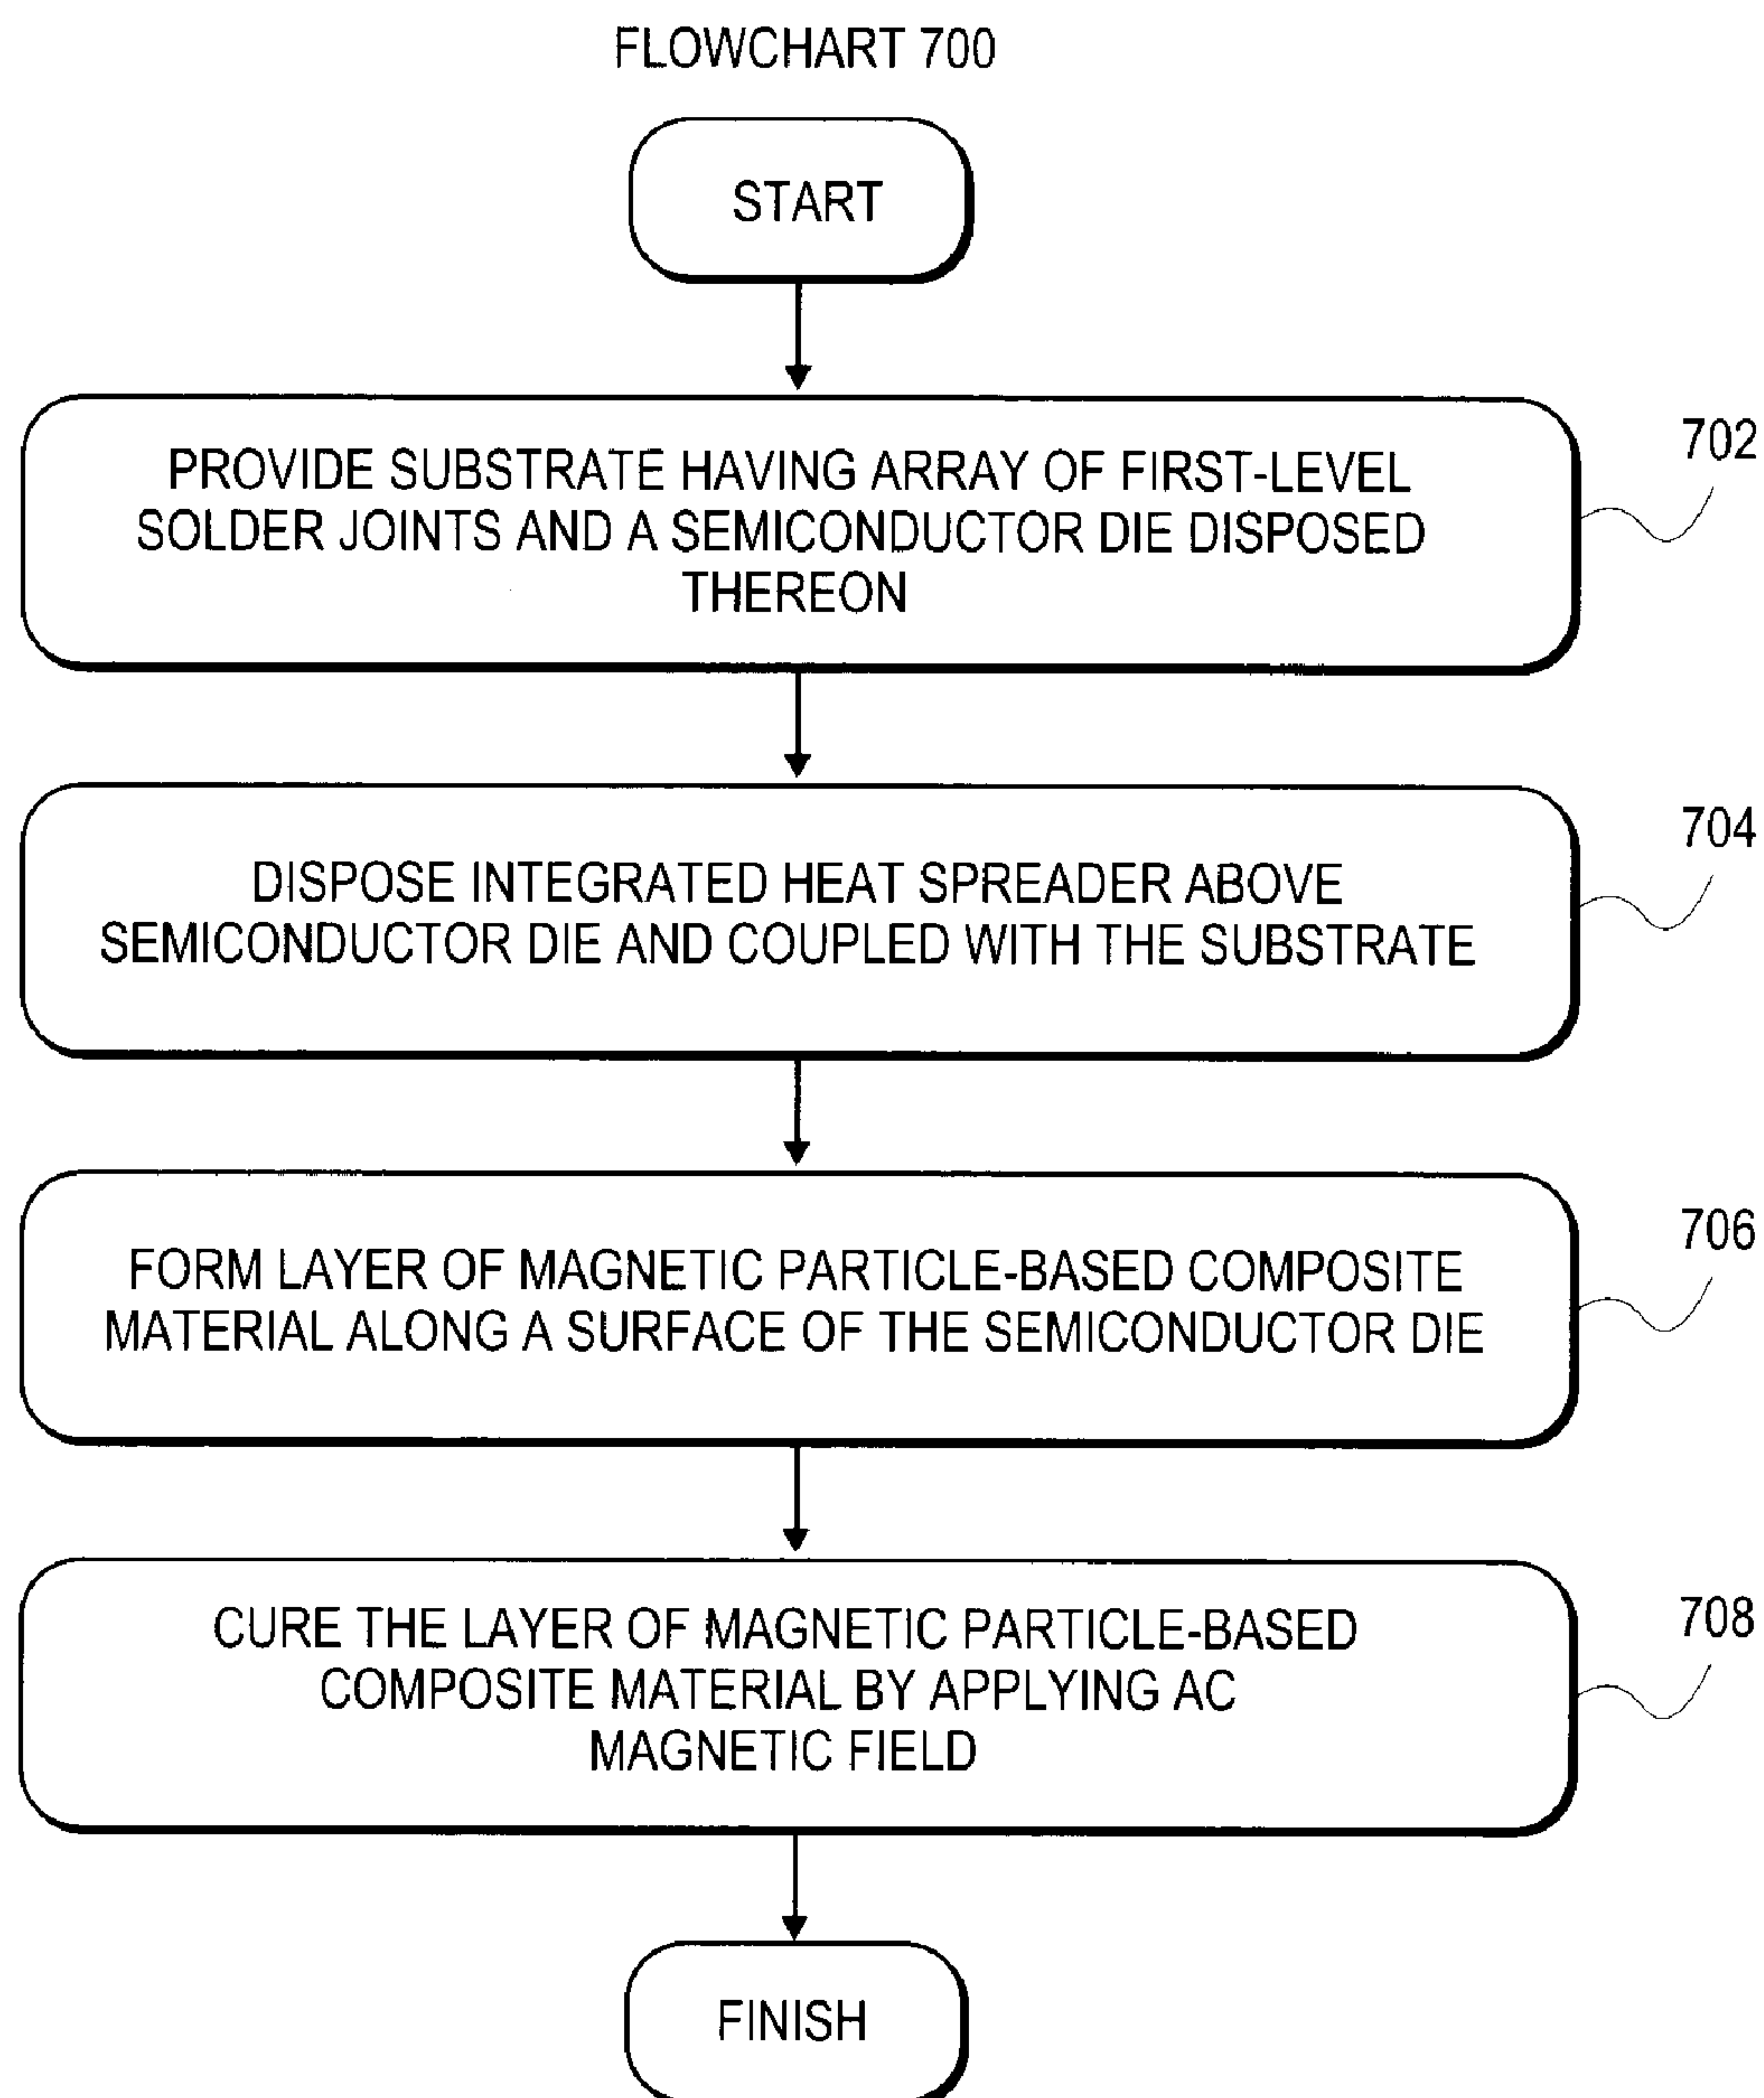 FLOWCHART 700
START
PROVIDE SUBSTRATE HAVING ARRAY OF FIRST-LEVEL
SOLDER JOINTS AND A SEMICONDUCTOR DIE DISPOSED
THEREON
702
DISPOSE INTEGRATED HEAT SPREADER ABOVE
SEMICONDUCTOR DIE AND COUPLED WITH THE SUBSTRATE
704
FORM LAYER OF MAGNETIC PARTICLE-BASED COMPOSITE
MATERIAL ALONG A SURFACE OF THE SEMICONDUCTOR DIE
706
CURE THE LAYER OF MAGNETIC PARTICLE-BASED
COMPOSITE MATERIAL BY APPLYING AC
MAGNETIC FIELD
708
FINISH